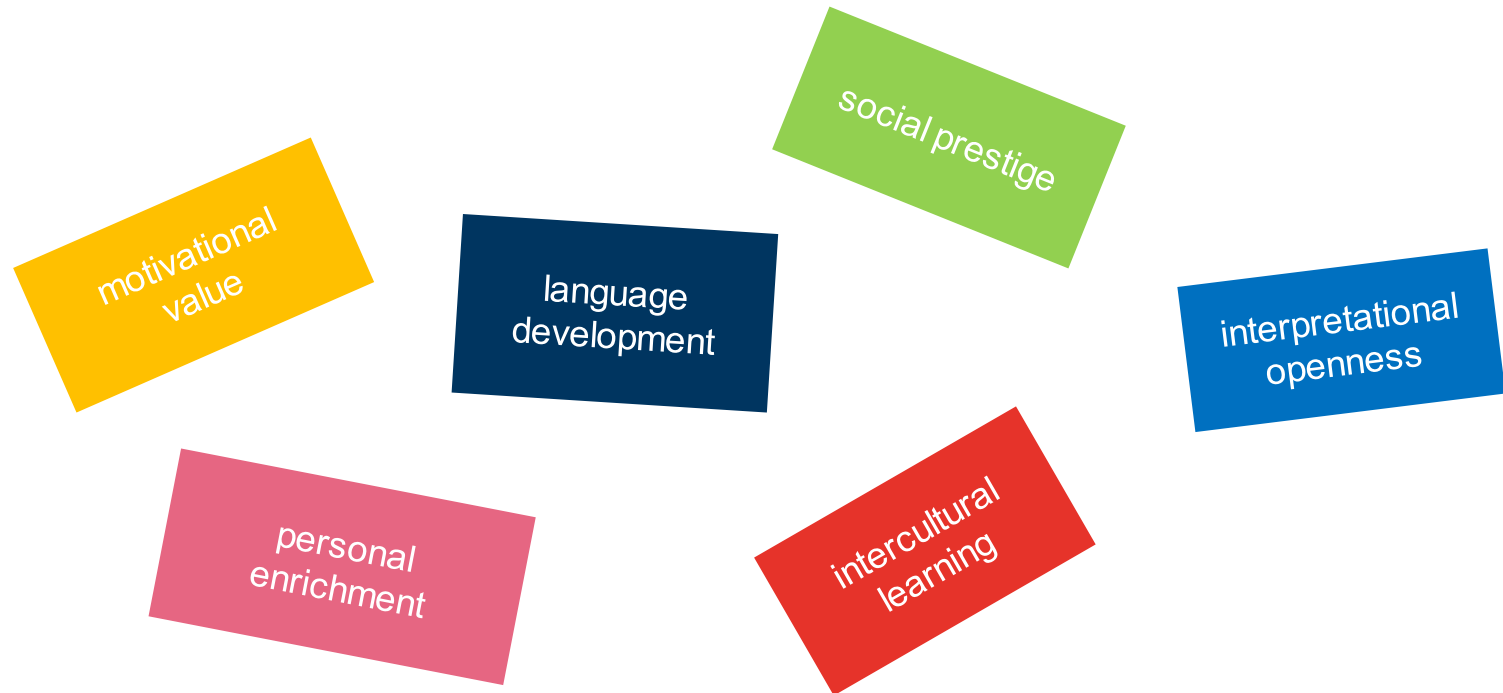 social prestige
motivational
value
language
development
interpretational
openness
personal
enrichment
intercultural
learning